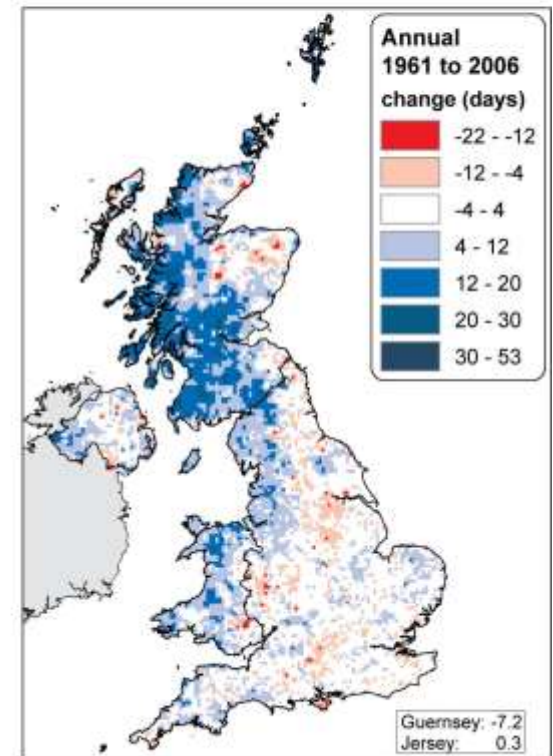 Annual
1961 to 2006
change (days)
-22 - -12
-12 - -4
-4 - 4
4 - 12
12 - 20
20 - 30
30 - 53
Guernsey: -7.2
Jersey: 0.3